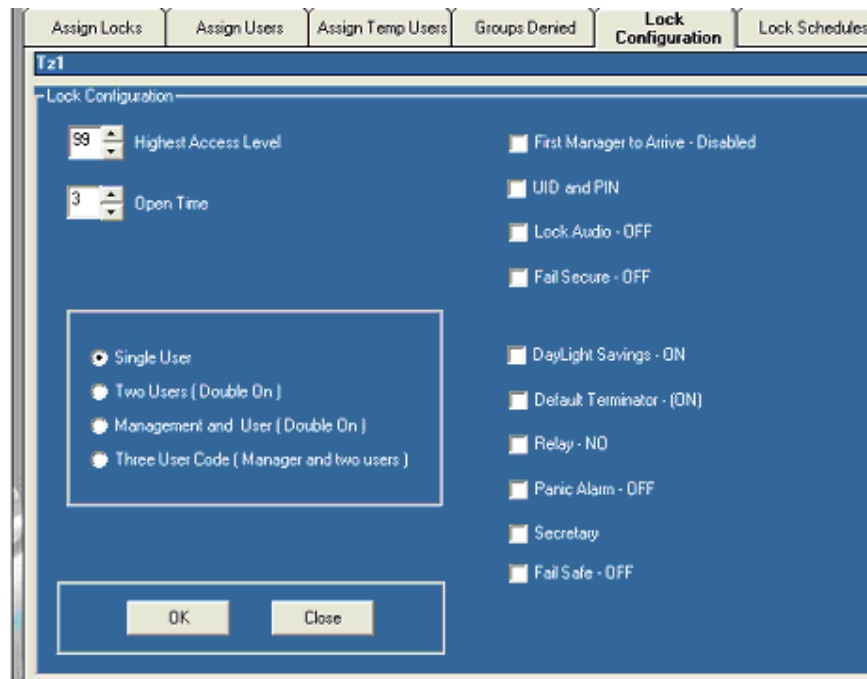 Assign Locks
Assign Users
Assign Temp Users
Groups Denied
Lock
Configuration
Lock Schedules
Tz1
Lock Configuration
99 Highest Access Level
3 Open Time
First Manager to Arrive - Disabled
UID and PIN
Lock Audio - OFF
Fail Secure - OFF
Single User
Two Users ( Double On )
Management and User ( Double On )
Three User Code ( Manager and two users )
DayLight Savings - ON
Default Terminator - (ON)
Relay - NO
Panic Alarm - OFF
Secretary
Fail Safe - OFF
OK
Close